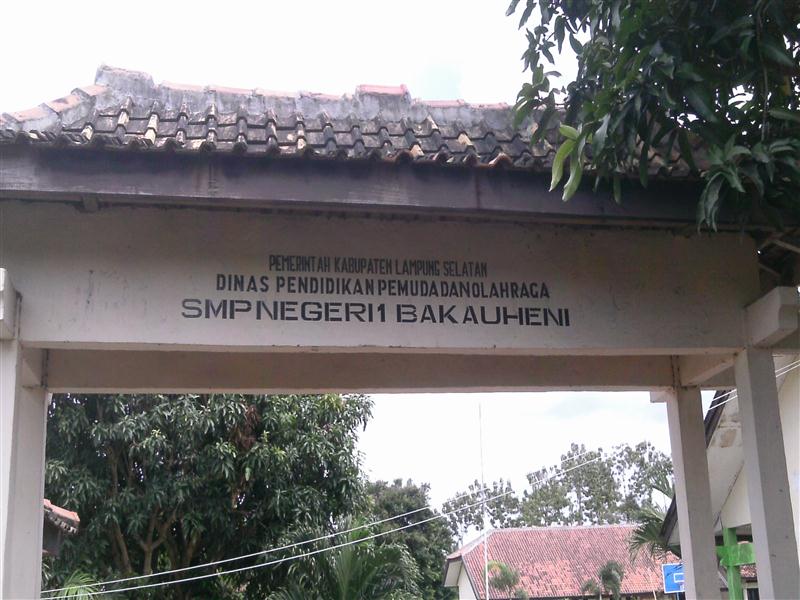 PEMERINTAH KABUPATEN LAMPUNG SELATAN
DINAS PENDIDIKAN PEMUDA DAN OLAHRAGA
SMP NEGERI 1 BAKAUHENI